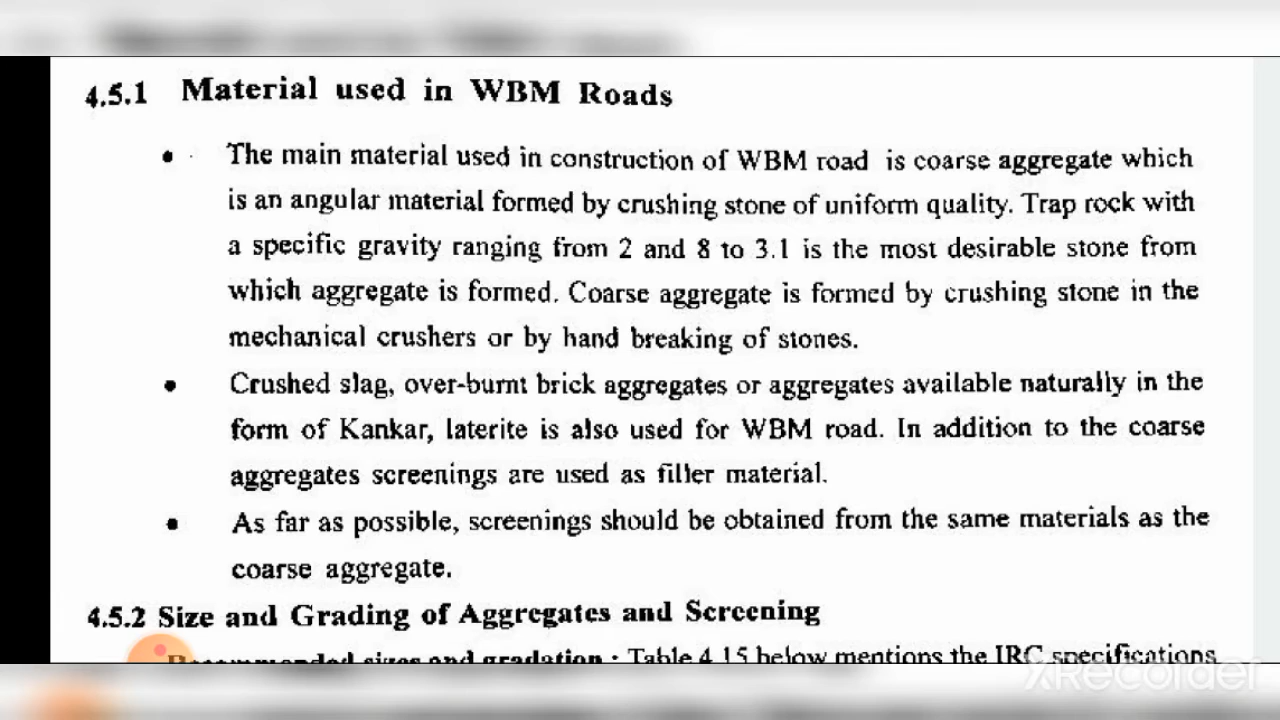 4.5.1 Material used in WBM Roads
• The main material used in construction of WBM road is coarse aggregate which
is an angular material formed by crushing stone of uniform quality. Trap rock with
a specific gravity ranging from 2 and 8 to 3.1 is the most desirable stone from
which aggregate is formed. Coarse aggregate is formed by crushing stone in the
mechanical crushers or by hand breaking of stones.
• Crushed slag, over-burnt brick aggregates or aggregates available naturally in the
form of Kankar, laterite is also used for WBM road. In addition to the coarse
aggregates screenings are used as filler material.
• As far as possible, screenings should be obtained from the same materials as the
coarse aggregate.
4.5.2 Size and Grading of Aggregates and Screening
Recommended sizes and gradation : Table 4.15 below mentions the IRC specifications
XRecorder